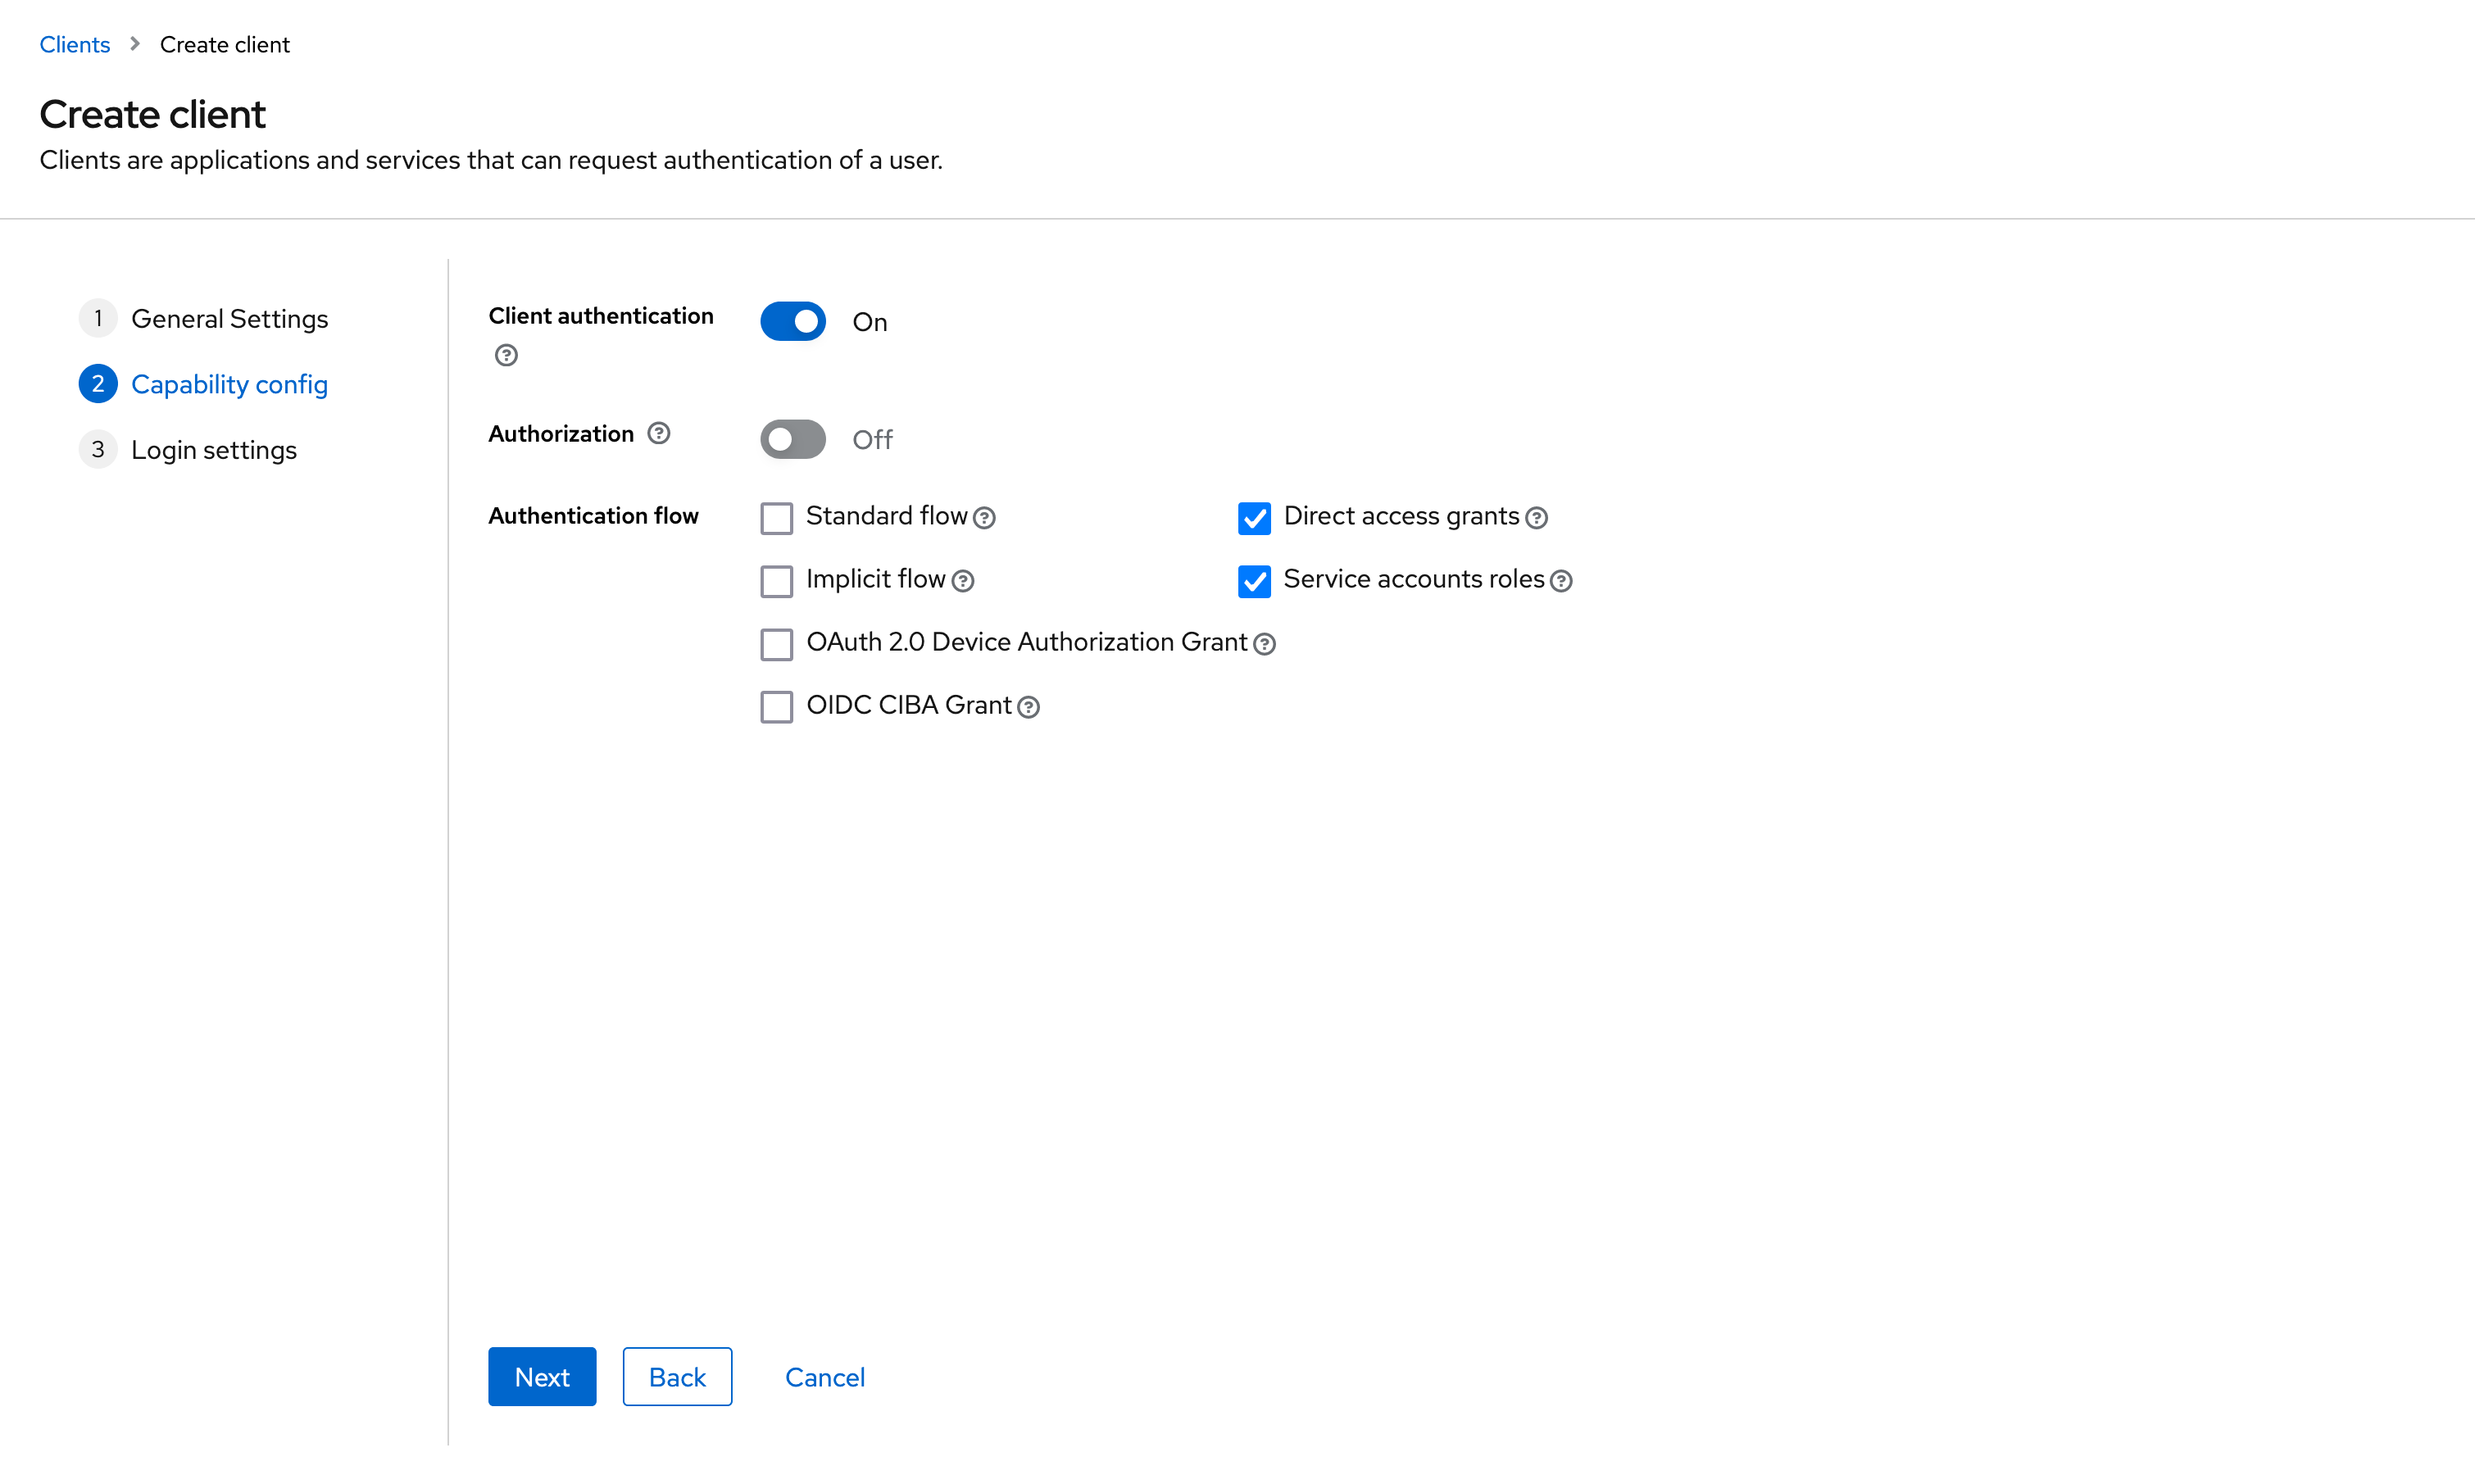 Clients > Create client
Create client
Clients are applications and services that can request authentication of a user.
1 General Settings
2 Capability config
3 Login settings
Client authentication On
Authorization Off
Authentication flow
Standard flow
Direct access grants
Implicit flow
Service accounts roles
OAuth 2.0 Device Authorization Grant
OIDC CIBA Grant
Next Back Cancel